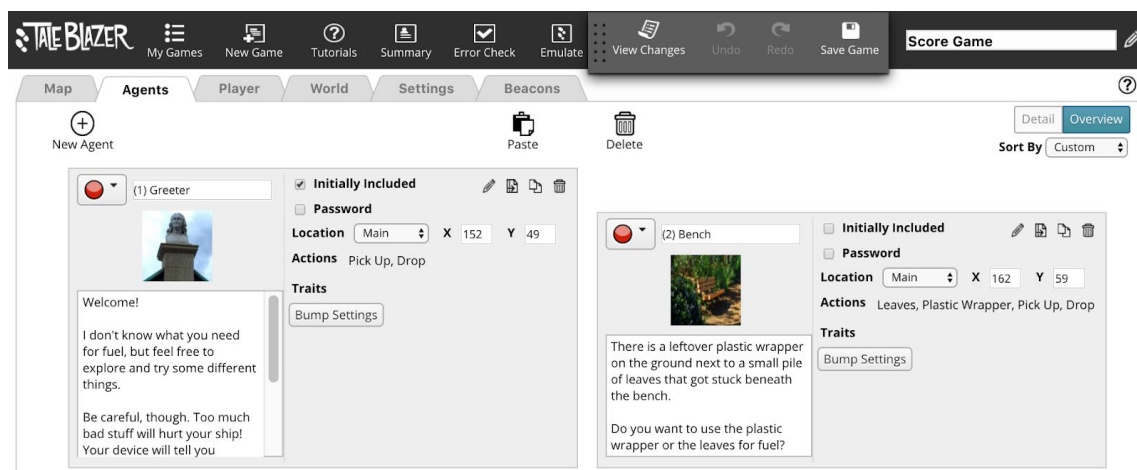 TALEBLAZER
My Games
New Game
Tutorials
Summary
Error Check
Emulate
View Changes
Undo
Redo
Save Game
Score Game
Map
Agents
Player
World
Settings
Beacons
New Agent
Paste
Delete
Detail
Overview
Sort By Custom
(1) Greeter
Initially Included
Password
Location Main X 152 Y 49
Actions Pick Up, Drop
Traits
Bump Settings
Welcome!
I don't know what you need
for fuel, but feel free to
explore and try some different
things.
Be careful, though. Too much
bad stuff will hurt your ship!
Your device will tell you
(2) Bench
Initially Included
Password
Location Main X 162 Y 59
Actions Leaves, Plastic Wrapper, Pick Up, Drop
Traits
Bump Settings
There is a leftover plastic wrapper
on the ground next to a small pile
of leaves that got stuck beneath
the bench.
Do you want to use the plastic
wrapper or the leaves for fuel?